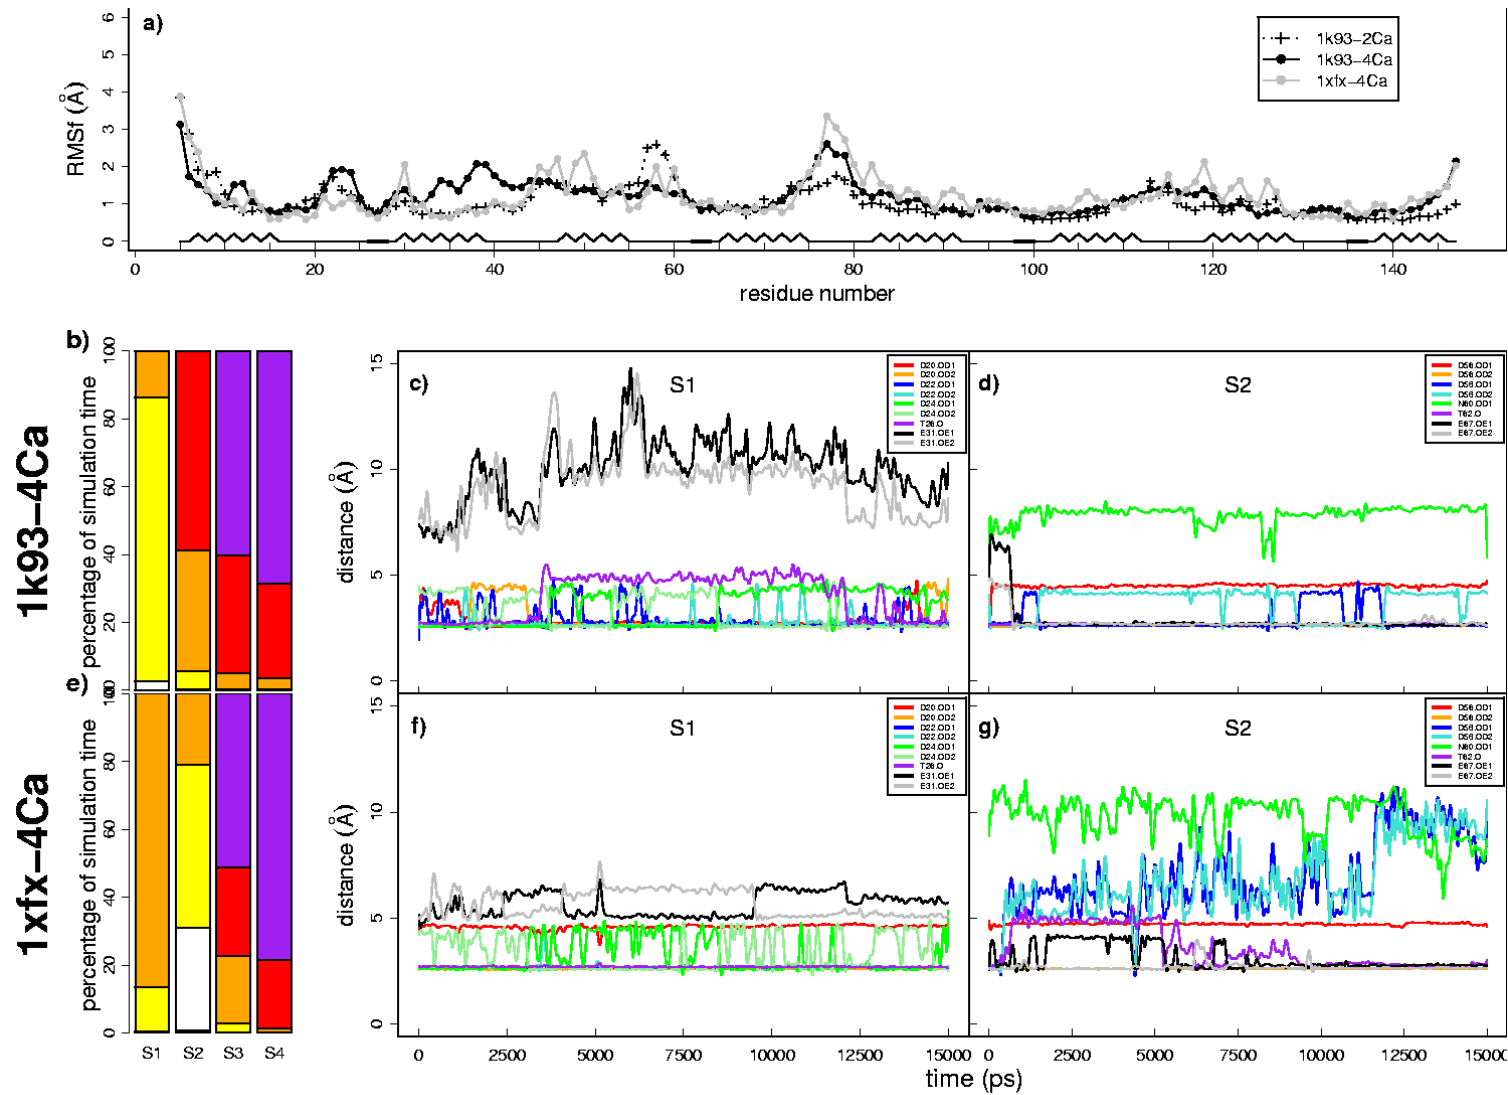 a)
1k93−2Ca
1k93−4Ca
1xfx−4Ca
RMSf (Å)
0 1 2 3 4 5 6
0 20 40 60 80 100 120 140
residue number
1k93−4Ca
b)
percentage of simulation time
0 20 40 60 80 100
c)
S1
D20.OD1
D20.OD2
D22.OD1
D22.OD2
D24.OD1
D24.OD2
T26.O
E31.OE1
E31.OE2
distance (Å)
0 5 10 15
d)
S2
D56.OD1
D56.OD2
D58.OD1
D58.OD2
N60.OD1
T62.O
E67.OE1
E67.OE2
1xfx−4Ca
e)
percentage of simulation time
0 20 40 60 80
S1 S2 S3 S4
f)
S1
D20.OD1
D20.OD2
D22.OD1
D22.OD2
D24.OD1
D24.OD2
T26.O
E31.OE1
E31.OE2
distance (Å)
0 5 10 15
0 2500 5000 7500 10000 12500 15000
g)
S2
D56.OD1
D56.OD2
D58.OD1
D58.OD2
N60.OD1
T62.O
E67.OE1
E67.OE2
0 2500 5000 7500 10000 12500 15000
time (ps)